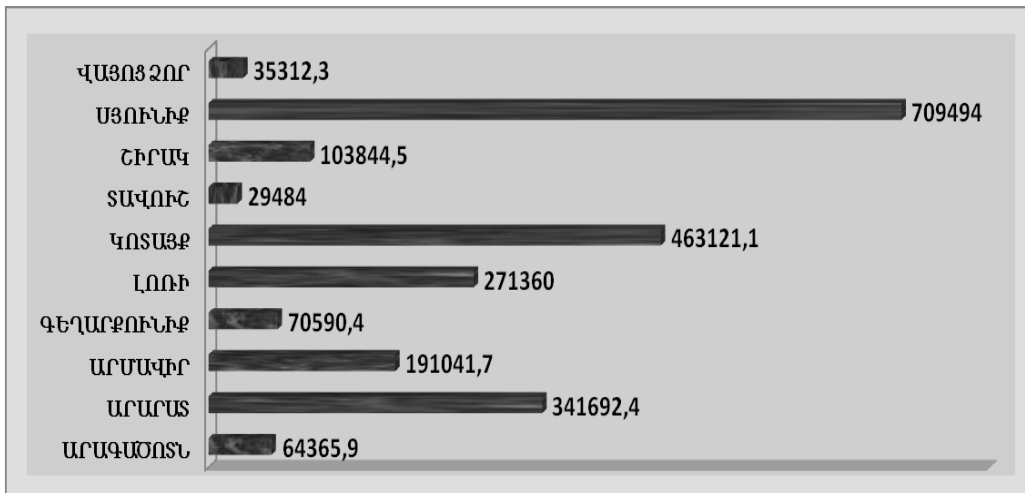 ՎԱՅՈՑ ՁՈՐ 35312,3
ՍՅՈՒՆԻՔ 709494
ՇԻՐԱԿ 103844,5
ՏԱՎՈՒՇ 29484
ԿՈՏԱՅՔ 463121,1
ԼՈՌԻ 271360
ԳԵՂԱՐՔՈՒՆԻՔ 70590,4
ԱՐՄԱՎԻՐ 191041,7
ԱՐԱՐԱՏ 341692,4
ԱՐԱԳԱԾՈՏՆ 64365,9